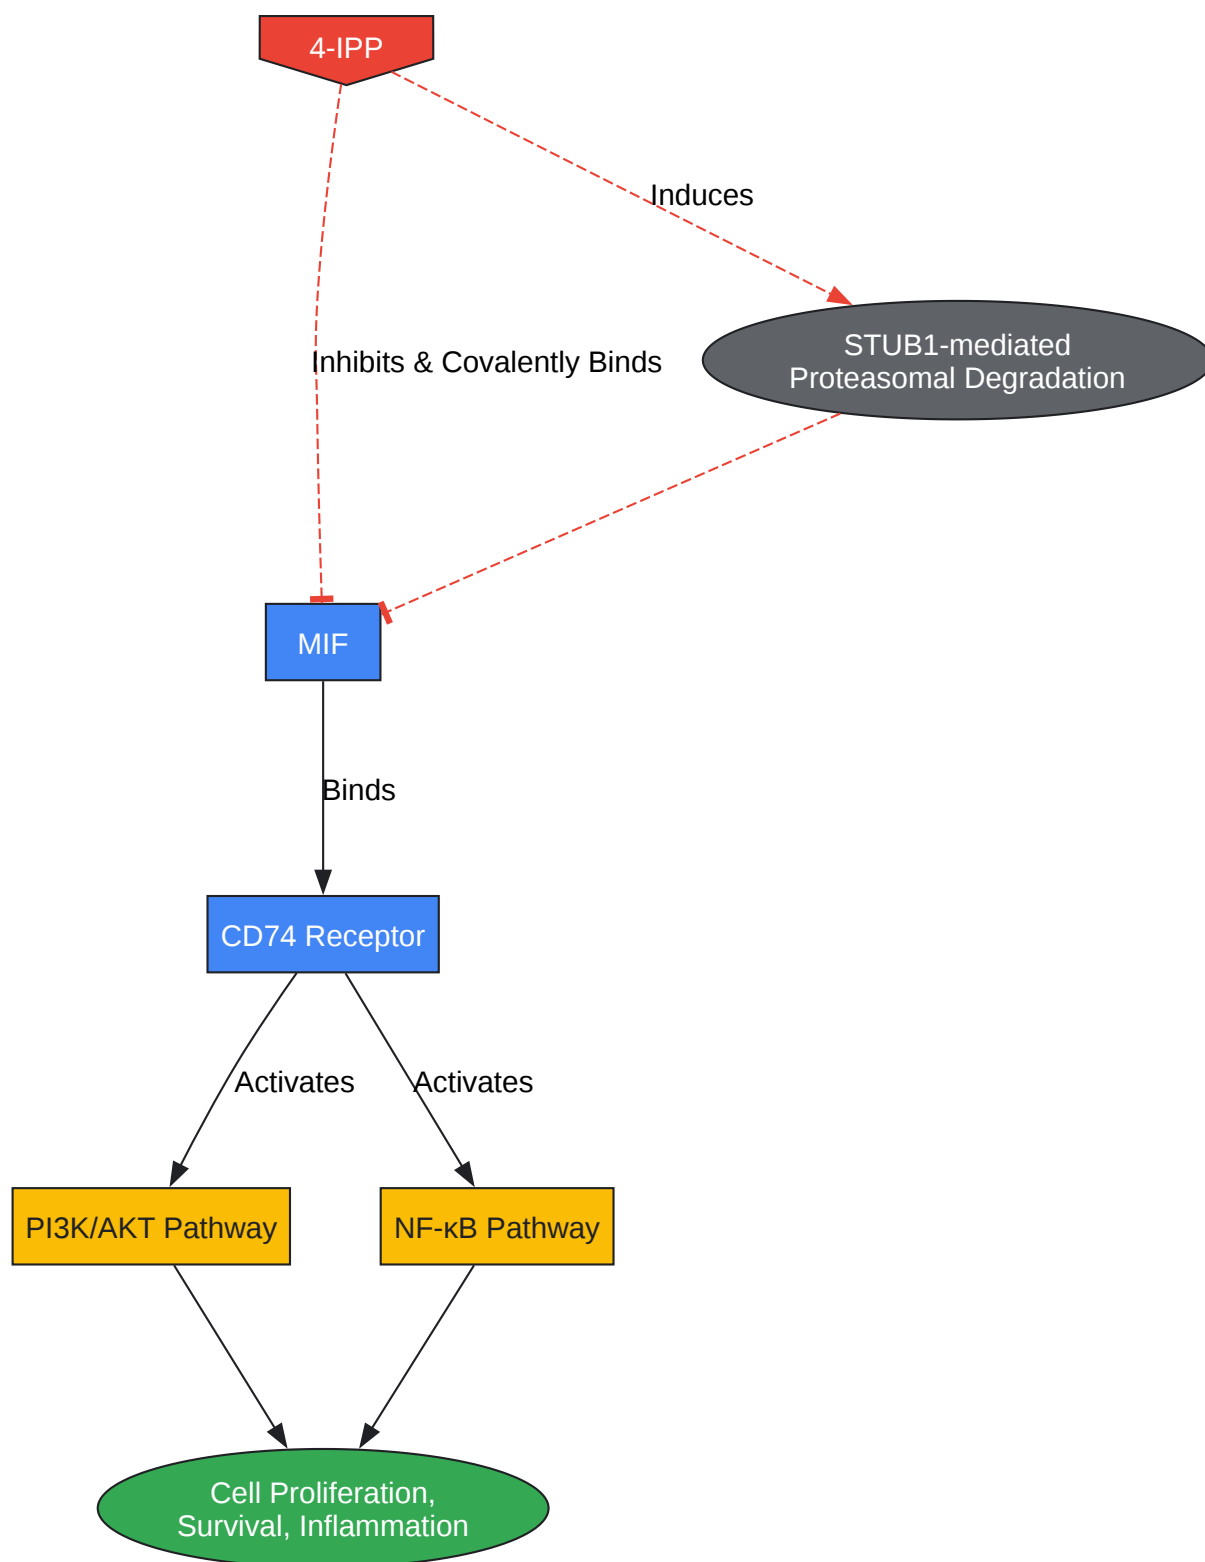 4-IPP
Induces
STUB1-mediated
Proteasomal Degradation
Inhibits & Covalently Binds
MIF
Binds
CD74 Receptor
Activates
Activates
PI3K/AKT Pathway
NF-κB Pathway
Cell Proliferation,
Survival, Inflammation